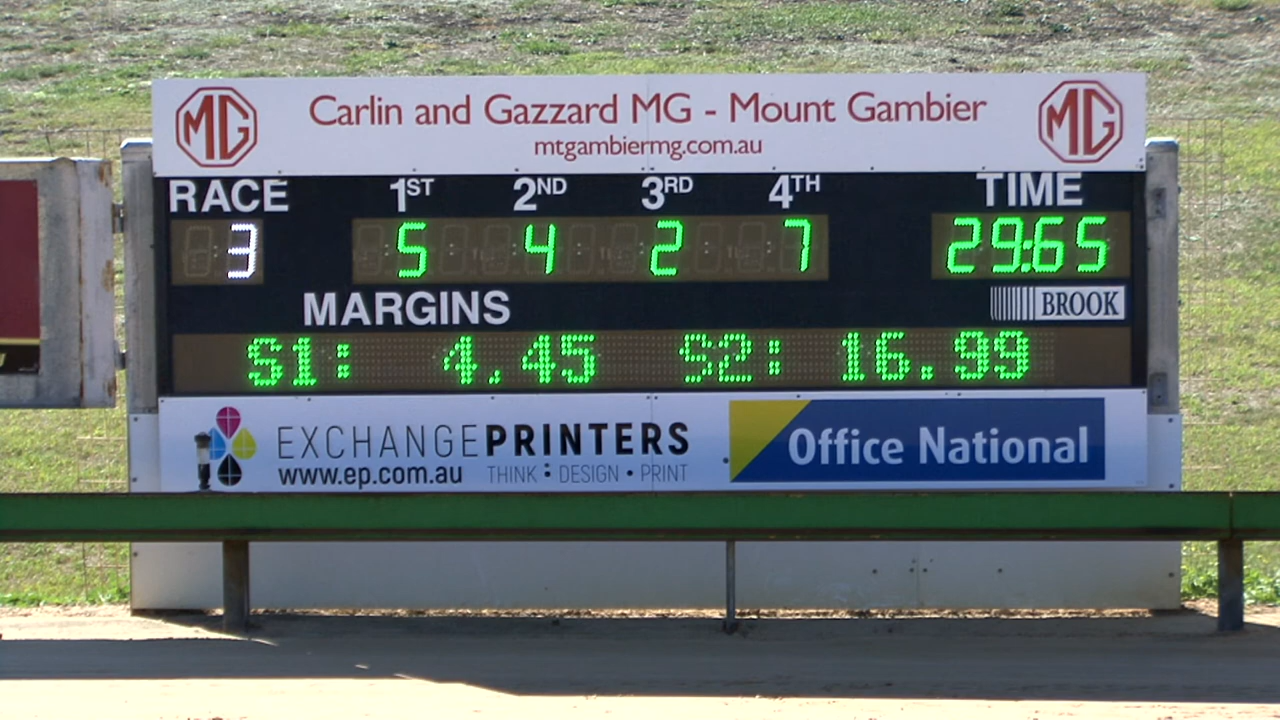 MG Carlin and Gazzard MG - Mount Gambier MG
mtgambiermg.com.au
RACE 1ST 2ND 3RD 4TH TIME
3 5 4 2 7 29:65
MARGINS BROOK
S1: 4.45 S2: 16.99
EXCHANGEPRINTERS Office National
www.ep.com.au THINK • DESIGN • PRINT